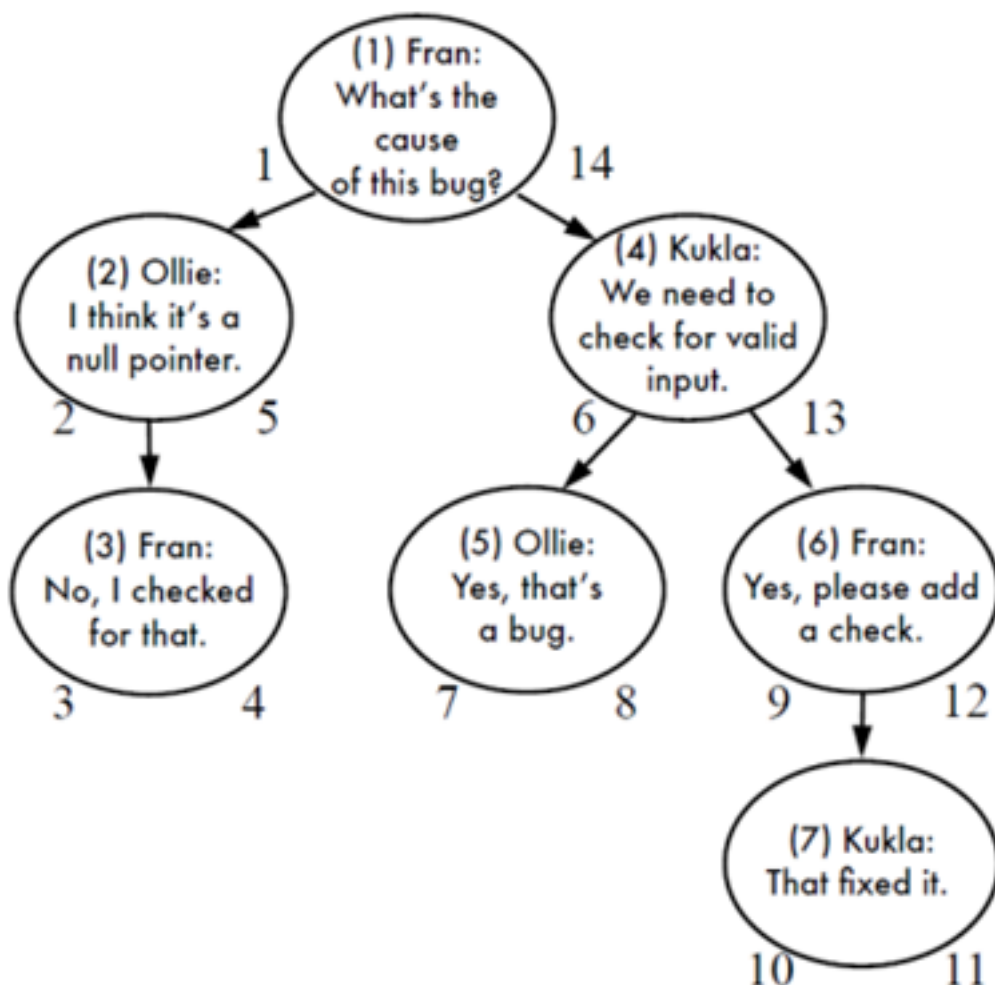 (1) Fran:
What's the
cause
of this bug?
1
14
(2) Ollie:
I think it's a
null pointer.
2
5
(4) Kukla:
We need to
check for valid
input.
6
13
(3) Fran:
No, I checked
for that.
3
4
(5) Ollie:
Yes, that's
a bug.
7
8
(6) Fran:
Yes, please add
a check.
9
12
(7) Kukla:
That fixed it.
10
11